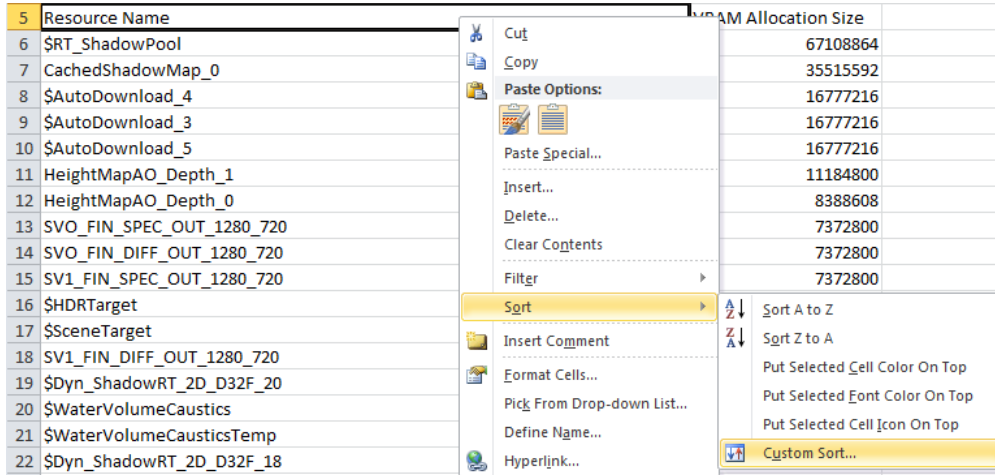 5 Resource Name VRAM Allocation Size
6 $RT_ShadowPool 67108864
7 CachedShadowMap_0 35515592
8 $AutoDownload_4 16777216
9 $AutoDownload_3 16777216
10 $AutoDownload_5 16777216
11 HeightMapAO_Depth_1 11184800
12 HeightMapAO_Depth_0 8388608
13 SVO_FIN_SPEC_OUT_1280_720 7372800
14 SVO_FIN_DIFF_OUT_1280_720 7372800
15 SV1_FIN_SPEC_OUT_1280_720 7372800
16 $HDRTarget
17 $SceneTarget
18 SV1_FIN_DIFF_OUT_1280_720
19 $Dyn_ShadowRT_2D_D32F_20
20 $WaterVolumeCaustics
21 $WaterVolumeCausticsTemp
22 $Dyn_ShadowRT_2D_D32F_18
Cut
Copy
Paste Options:
Paste Special...
Insert...
Delete...
Clear Contents
Filter
Sort
Insert Comment
Format Cells...
Pick From Drop-down List...
Define Name...
Hyperlink...
Sort A to Z
Sort Z to A
Put Selected Cell Color On Top
Put Selected Font Color On Top
Put Selected Cell Icon On Top
Custom Sort...